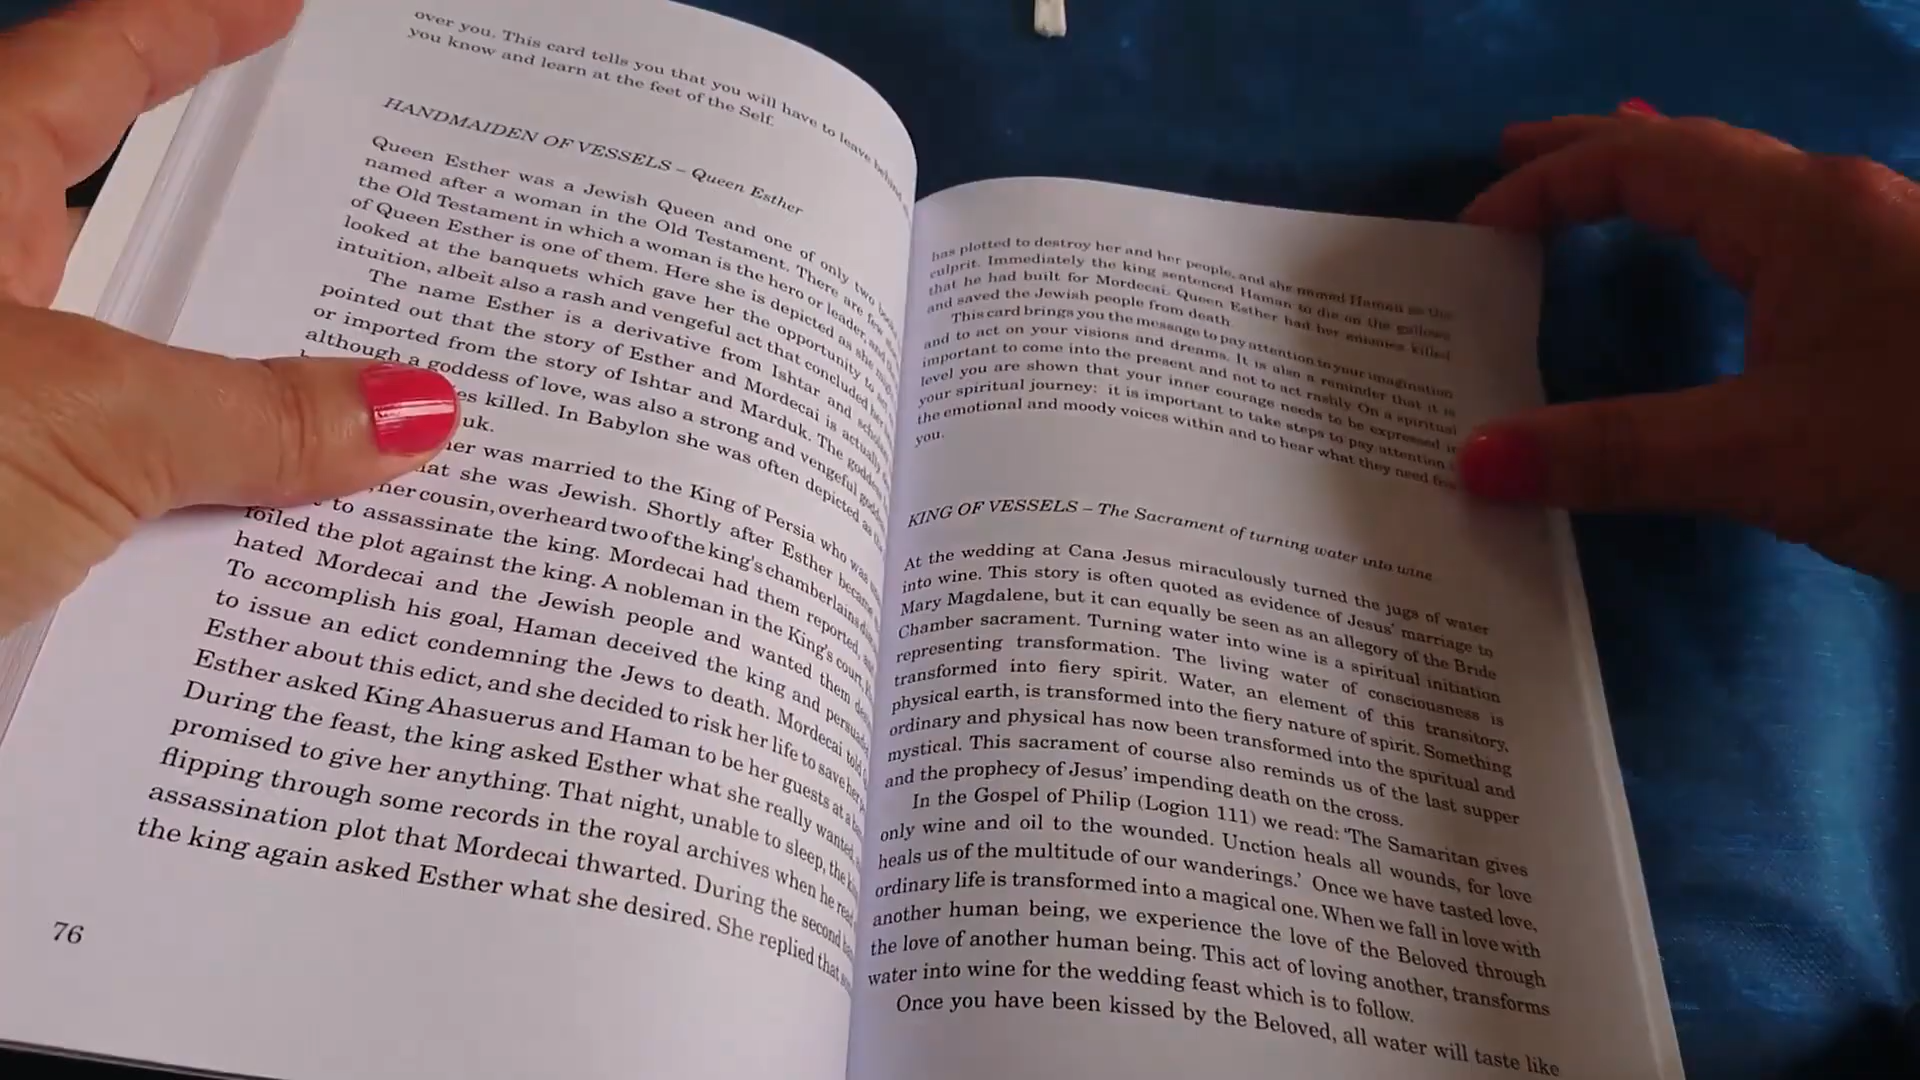 over you. This card tells you that you will have to leave behind
you know and learn at the feet of the Self.
HANDMAIDEN OF VESSELS – Queen Esther
Queen Esther was a Jewish Queen and one of only two books
named after a woman in the Old Testament. There are few
the Old Testament in which a woman is the hero or leader, and the
of Queen Esther is one of them. Here she is depicted as she
looked at the banquets which gave her the opportunity to act
intuition, albeit also a rash and vengeful act that concluded her
The name Esther is a derivative from Ishtar and scholars
pointed out that the story of Esther and Mordecai is actually
or imported from the story of Ishtar and Marduk. The goddess
although a goddess of love, was also a strong and vengeful goddess
killed. In Babylon she was often depicted as the
uk.
her was married to the King of Persia who was
hat she was Jewish. Shortly after Esther became
her cousin, overheard two of the king's chamberlains
to assassinate the king. Mordecai had them reported, and
foiled the plot against the king. A nobleman in the King's court,
hated Mordecai and the Jewish people and wanted them
To accomplish his goal, Haman deceived the king and
to issue an edict condemning the Jews to death. Mordecai told
Esther about this edict, and she decided to risk her life to save her
Esther asked King Ahasuerus and Haman to be her guests at a
During the feast, the king asked Esther what she really wanted,
promised to give her anything. That night, unable to sleep, the
flipping through some records in the royal archives when he read
assassination plot that Mordecai thwarted. During the second
the king again asked Esther what she desired. She replied that
76
has plotted to destroy her and her people, and she named Haman as the
culprit. Immediately the king sentenced Haman to die on the gallows
that he had built for Mordecai. Queen Esther had her enemies killed
and saved the Jewish people from death.
This card brings you the message to pay attention to your imagination
and to act on your visions and dreams. It is also a reminder that it is
important to come into the present and not to act rashly. On a spiritual
level you are shown that your inner courage needs to be expressed in
your spiritual journey: it is important to take steps to pay attention
the emotional and moody voices within and to hear what they need from
you.
KING OF VESSELS – The Sacrament of turning water into wine
At the wedding at Cana Jesus miraculously turned the jugs of water
into wine. This story is often quoted as evidence of Jesus' marriage to
Mary Magdalene, but it can equally be seen as an allegory of the Bride
Chamber sacrament. Turning water into wine is a spiritual initiation
representing transformation. The living water of consciousness is
transformed into fiery spirit. Water, an element of this transitory,
physical earth, is transformed into the fiery nature of spirit. Something
ordinary and physical has now been transformed into the spiritual and
mystical. This sacrament of course also reminds us of the last supper
and the prophecy of Jesus' impending death on the cross.
In the Gospel of Philip (Logion 111) we read: 'The Samaritan gives
only wine and oil to the wounded. Unction heals all wounds, for love
heals us of the multitude of our wanderings.' Once we have tasted love,
ordinary life is transformed into a magical one. When we fall in love with
another human being, we experience the love of the Beloved through
the love of another human being. This act of loving another, transforms
water into wine for the wedding feast which is to follow.
Once you have been kissed by the Beloved, all water will taste like